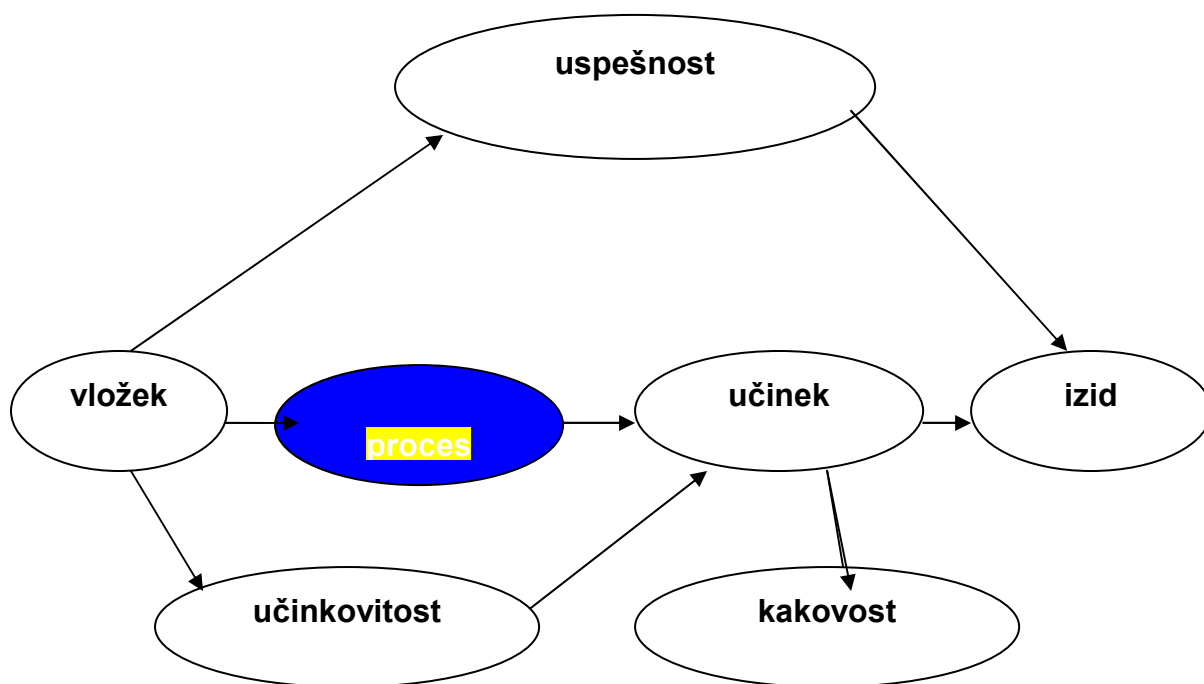 uspešnost
vložek
proces
učinek
izid
učinkovitost
kakovost